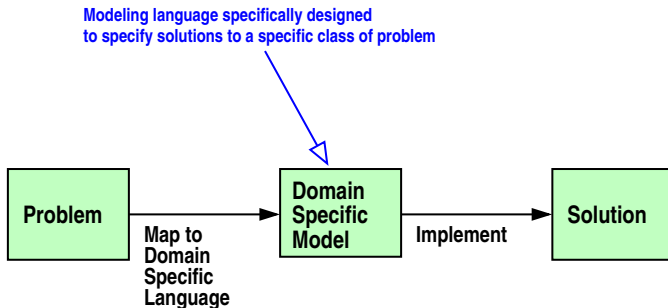 Modeling language specifically designed
to specify solutions to a specific class of problem
Problem
Map to
Domain
Specific
Language
Domain
Specific
Model
Implement
Solution